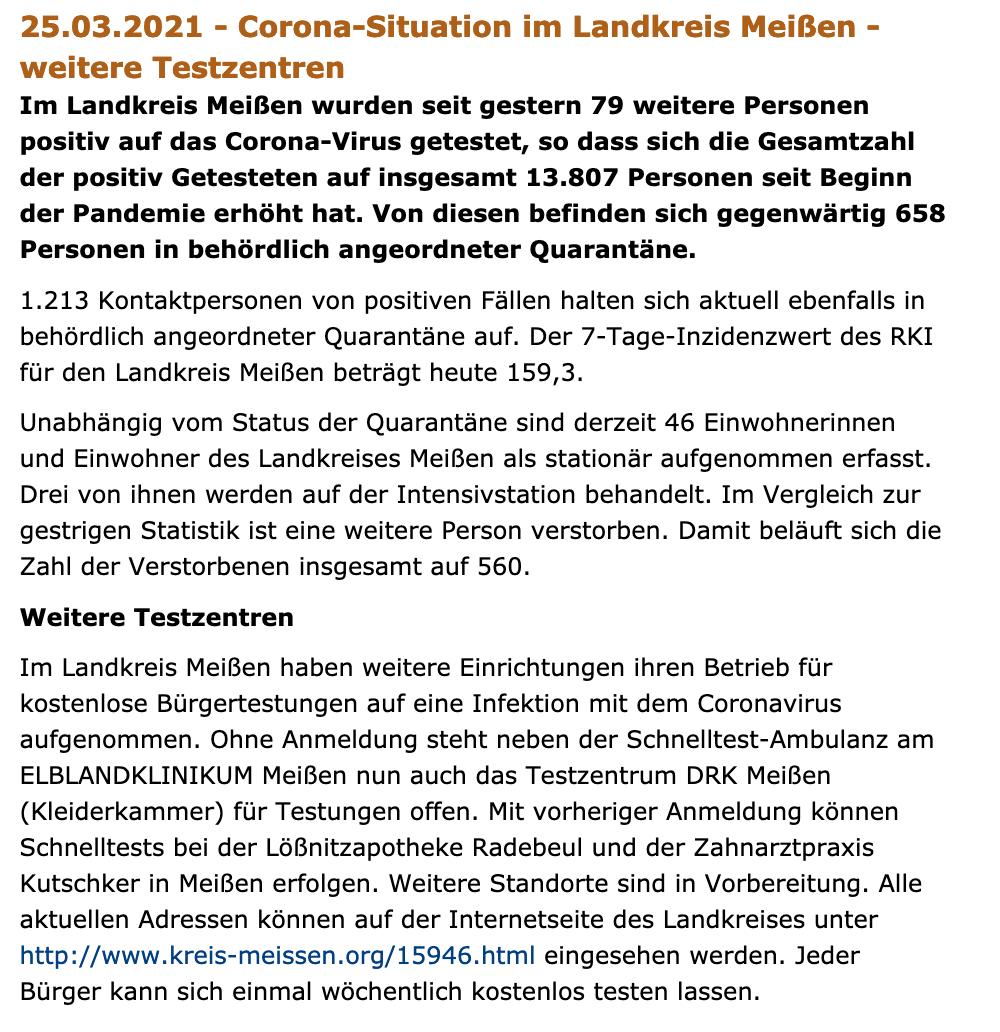 25.03.2021 - Corona-Situation im Landkreis Meißen -
weitere Testzentren
Im Landkreis Meißen wurden seit gestern 79 weitere Personen
positiv auf das Corona-Virus getestet, so dass sich die Gesamtzahl
der positiv Getesteten auf insgesamt 13.807 Personen seit Beginn
der Pandemie erhöht hat. Von diesen befinden sich gegenwärtig 658
Personen in behördlich angeordneter Quarantäne.
1.213 Kontaktpersonen von positiven Fällen halten sich aktuell ebenfalls in
behördlich angeordneter Quarantäne auf. Der 7-Tage-Inzidenzwert des RKI
für den Landkreis Meißen beträgt heute 159,3.
Unabhängig vom Status der Quarantäne sind derzeit 46 Einwohnerinnen
und Einwohner des Landkreises Meißen als stationär aufgenommen erfasst.
Drei von ihnen werden auf der Intensivstation behandelt. Im Vergleich zur
gestrigen Statistik ist eine weitere Person verstorben. Damit beläuft sich die
Zahl der Verstorbenen insgesamt auf 560.
Weitere Testzentren
Im Landkreis Meißen haben weitere Einrichtungen ihren Betrieb für
kostenlose Bürgertestungen auf eine Infektion mit dem Coronavirus
aufgenommen. Ohne Anmeldung steht neben der Schnelltest-Ambulanz am
ELBLANDKLINIKUM Meißen nun auch das Testzentrum DRK Meißen
(Kleiderkammer) für Testungen offen. Mit vorheriger Anmeldung können
Schnelltests bei der Lößnitzapotheke Radebeul und der Zahnarztpraxis
Kutschker in Meißen erfolgen. Weitere Standorte sind in Vorbereitung. Alle
aktuellen Adressen können auf der Internetseite des Landkreises unter
http://www.kreis-meissen.org/15946.html eingesehen werden. Jeder
Bürger kann sich einmal wöchentlich kostenlos testen lassen.